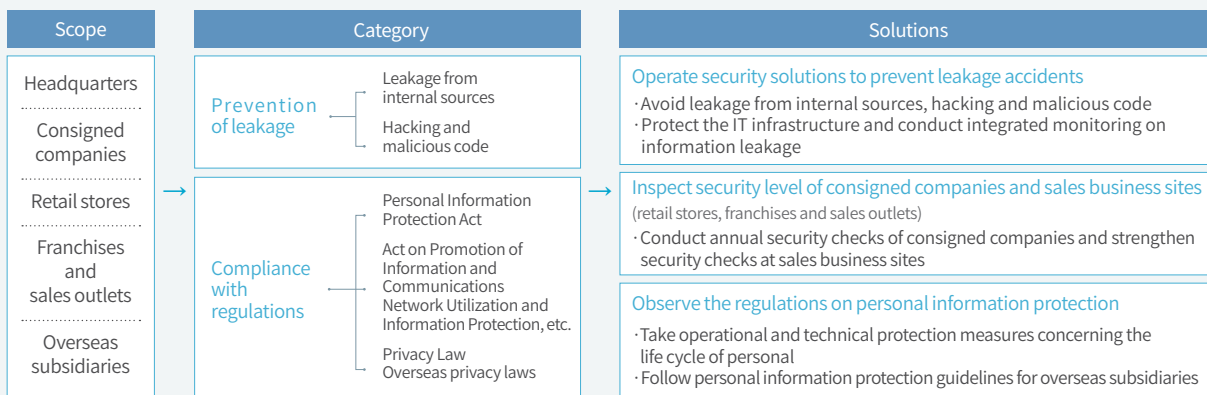 Scope
Headquarters
Consigned
companies
Retail stores
Franchises
and
sales outlets
Overseas
subsidiaries
Category
Prevention
of leakage
Leakage from
internal sources
Hacking and
malicious code
Compliance
with
regulations
Personal Information
Protection Act
Act on Promotion of
Information and
Communications
Network Utilization and
Information Protection, etc.
Privacy Law
Overseas privacy laws
Solutions
Operate security solutions to prevent leakage accidents
·Avoid leakage from internal sources, hacking and malicious code
·Protect the IT infrastructure and conduct integrated monitoring on
information leakage
Inspect security level of consigned companies and sales business sites
(retail stores, franchises and sales outlets)
·Conduct annual security checks of consigned companies and strengthen
security checks at sales business sites
Observe the regulations on personal information protection
·Take operational and technical protection measures concerning the
life cycle of personal
·Follow personal information protection guidelines for overseas subsidiaries